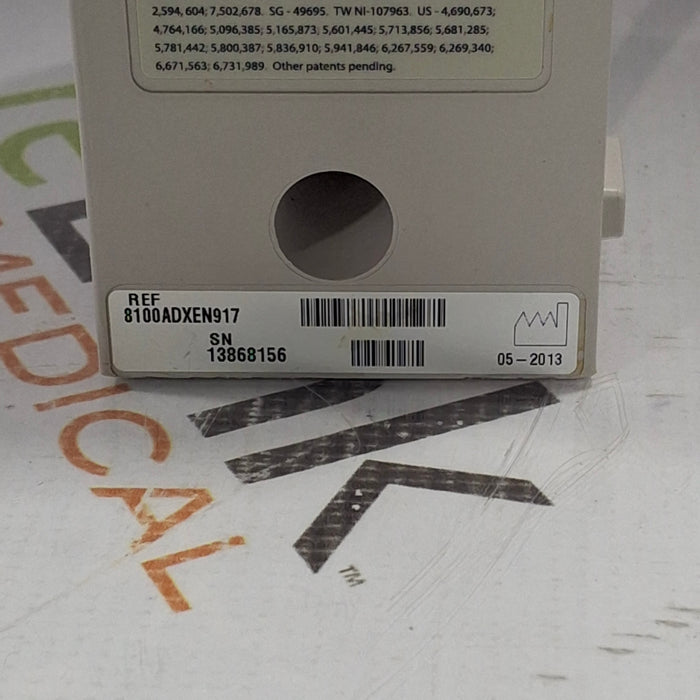 2,594, 604; 7,502,678. SG - 49695. TW NI-107963. US - 4,690,673;
4,764,166; 5,096,385; 5,165,873; 5,601,445; 5,713,856; 5,681,285;
5,781,442; 5,800,387; 5,836,910; 5,941,846; 6,267,559; 6,269,340;
6,671,563; 6,731,989. Other patents pending.
REF
8100ADXEN917
SN
13868156
05-2013
MEDICAL
TM